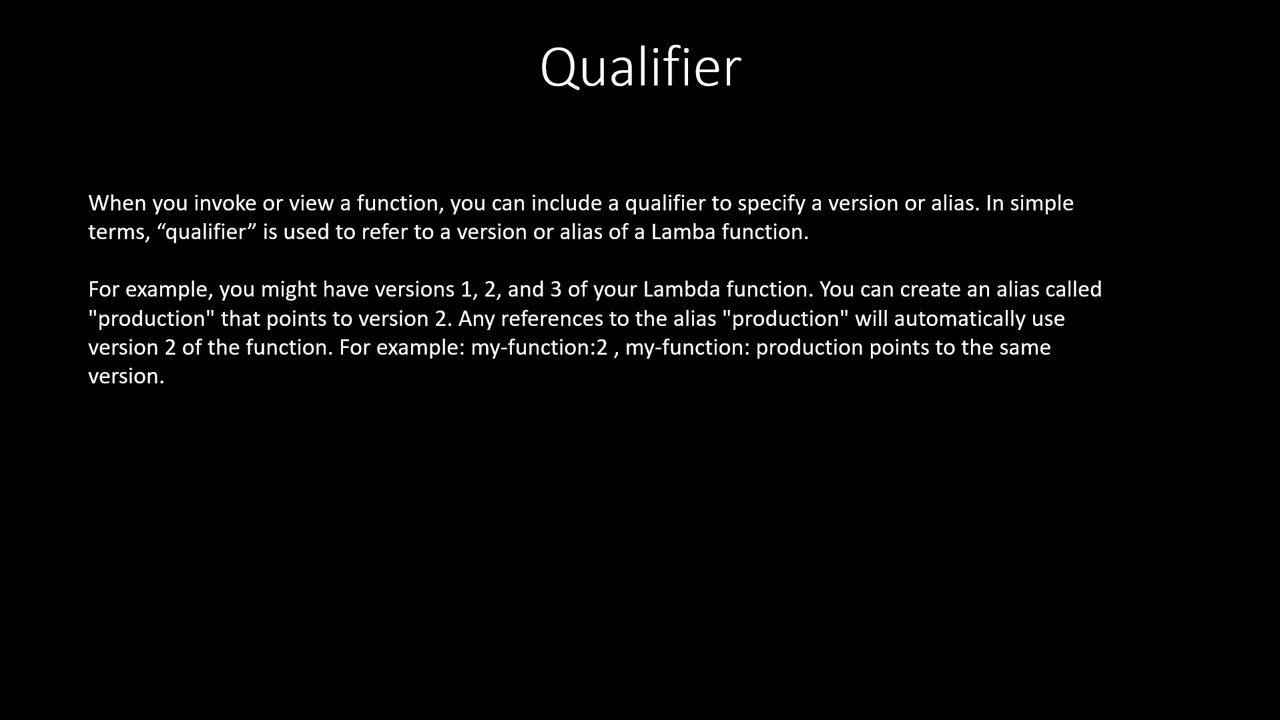 Qualifier
When you invoke or view a function, you can include a qualifier to specify a version or alias. In simple
terms, “qualifier” is used to refer to a version or alias of a Lamba function.
For example, you might have versions 1, 2, and 3 of your Lambda function. You can create an alias called
"production" that points to version 2. Any references to the alias "production" will automatically use
version 2 of the function. For example: my-function:2 , my-function: production points to the same
version.